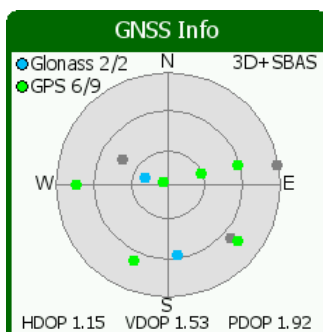 GNSS Info
Glonass 2/2
N
3D+SBAS
GPS 6/9
W
E
S
HDOP 1.15
VDOP 1.53
PDOP 1.92